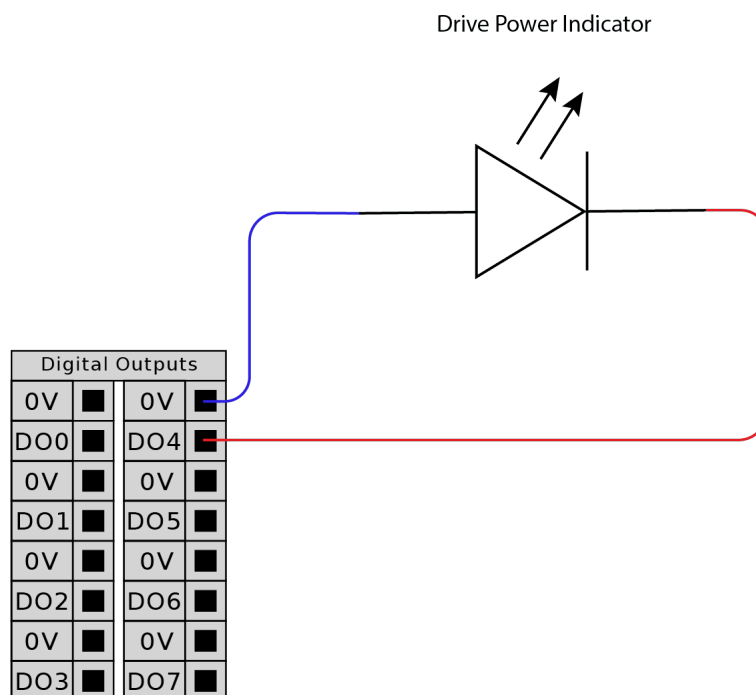 Drive Power Indicator
Digital Outputs
0V 0V
DO0 DO4
0V 0V
DO1 DO5
0V 0V
DO2 DO6
0V 0V
DO3 DO7